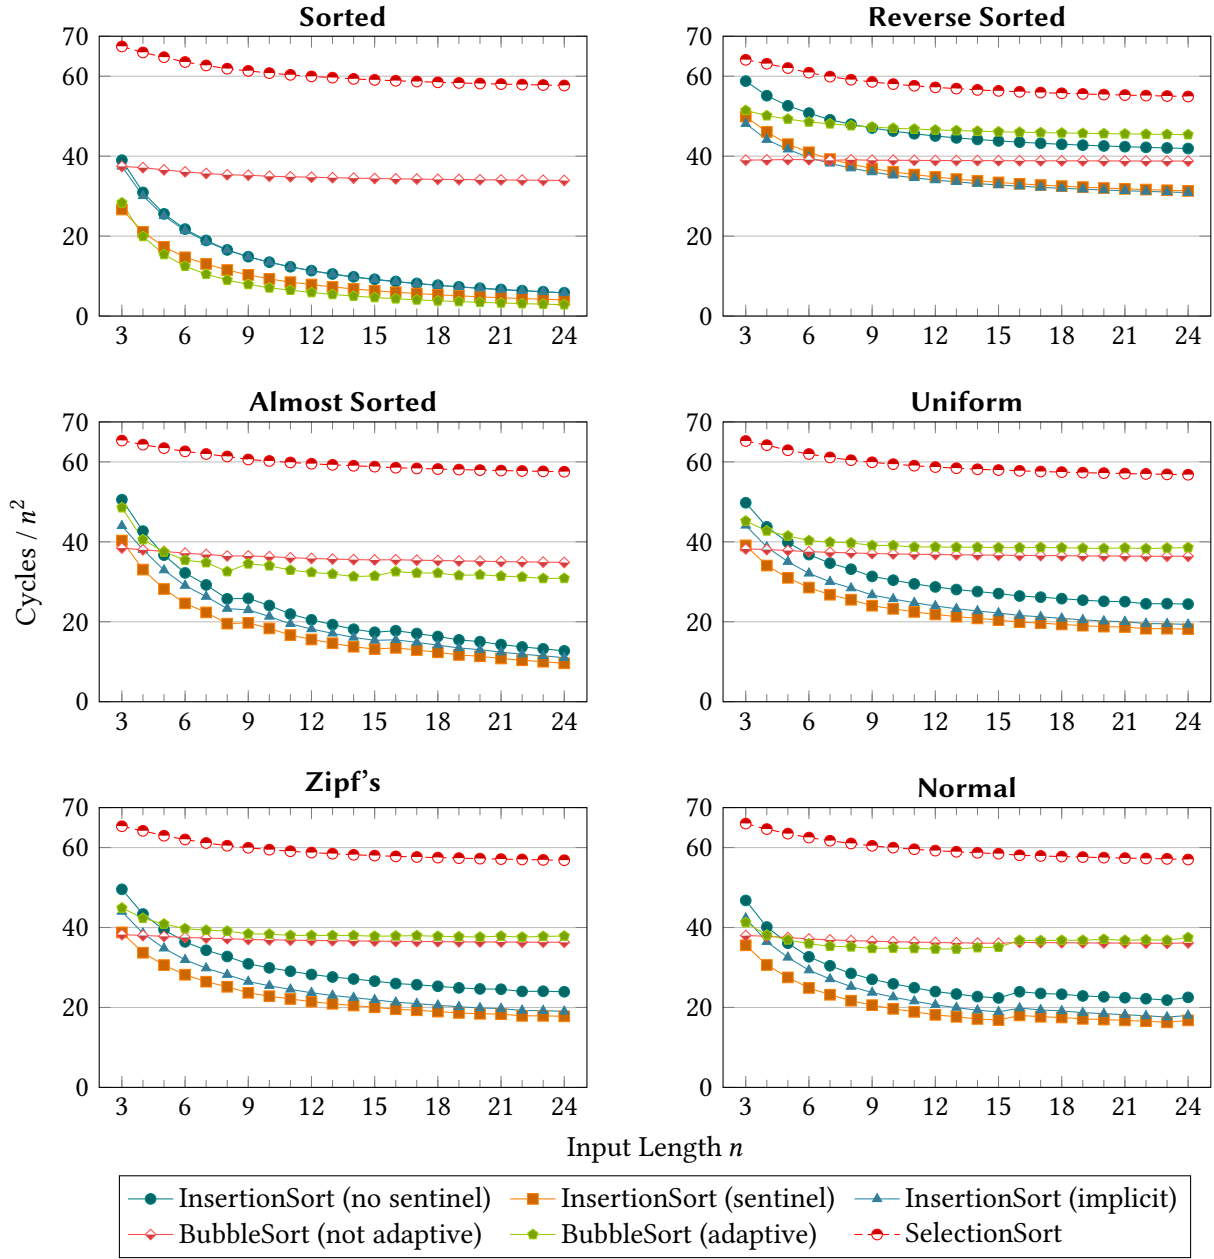 Sorted
Reverse Sorted
70
60
40
20
0
3 6 9 12 15 18 21 24
70
60
40
20
0
3 6 9 12 15 18 21 24
Almost Sorted
Uniform
Cycles / n²
70
60
40
20
0
3 6 9 12 15 18 21 24
70
60
40
20
0
3 6 9 12 15 18 21 24
Zipf's
Normal
70
60
40
20
0
3 6 9 12 15 18 21 24
70
60
40
20
0
3 6 9 12 15 18 21 24
Input Length n
InsertionSort (no sentinel) InsertionSort (sentinel) InsertionSort (implicit)
BubbleSort (not adaptive) BubbleSort (adaptive) SelectionSort